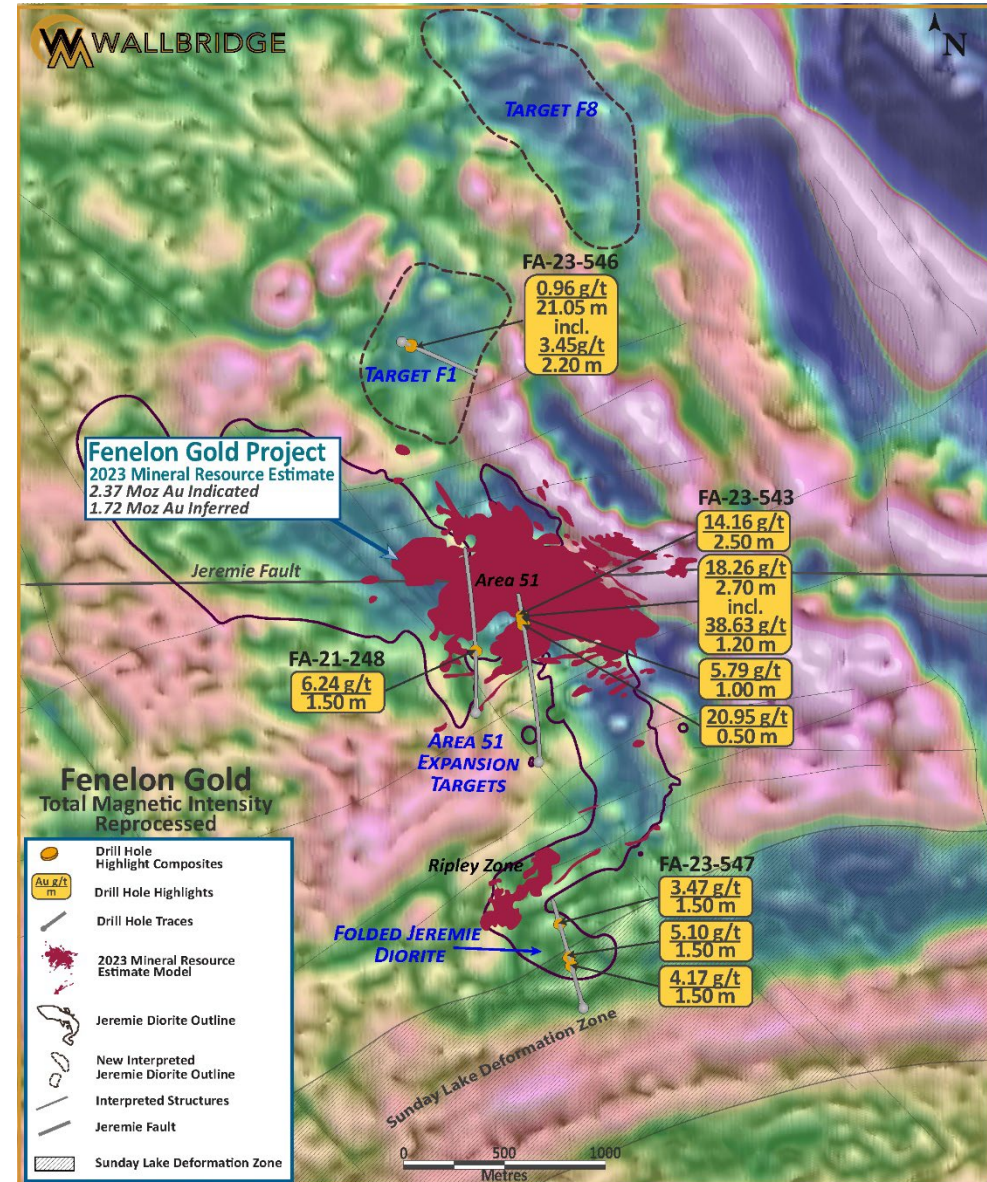 WALLBRIDGE
N
TARGET F8
FA-23-546
0.96 g/t
21.05 m
incl.
3.45g/t
2.20 m
TARGET F1
Fenelon Gold Project
2023 Mineral Resource Estimate
2.37 Moz Au Indicated
1.72 Moz Au Inferred
FA-23-543
14.16 g/t
2.50 m
18.26 g/t
2.70 m
incl.
38.63 g/t
1.20 m
5.79 g/t
1.00 m
20.95 g/t
0.50 m
Jeremie Fault
Area 51
FA-21-248
6.24 g/t
1.50 m
AREA 51
EXPANSION
TARGETS
Ripley Zone
FA-23-547
3.47 g/t
1.50 m
5.10 g/t
1.50 m
4.17 g/t
1.50 m
FOLDED JEREMIE
DIORITE
Sunday Lake Deformation Zone
Fenelon Gold
Total Magnetic Intensity
Reprocessed
Drill Hole
Highlight Composites
Au g/t
m
Drill Hole Highlights
Drill Hole Traces
2023 Mineral Resource
Estimate Model
Jeremie Diorite Outline
New Interpreted
Jeremie Diorite Outline
Interpreted Structures
Jeremie Fault
Sunday Lake Deformation Zone
0 500 1000
Metres